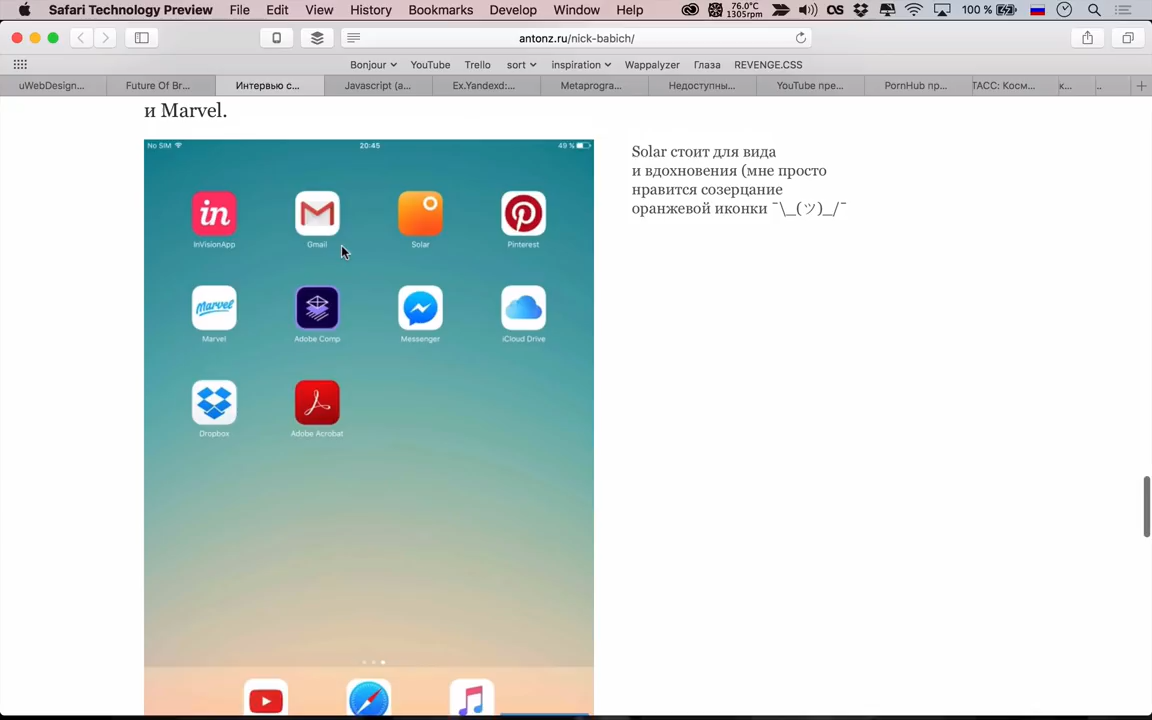 Safari Technology Preview File Edit View History Bookmarks Develop Window Help 76.0°C 1305rpm 100 %
antonz.ru/nick-babich/
Bonjour YouTube Trello sort inspiration Wappalyzer Глаза REVENGE.CSS
uWebDesign... Future Of Br... Интервью с... Javascript (a... Ex.Yandexd:... Metaprogra... Недоступны... YouTube пре... PornHub пр... ТАСС: Косм... к... ..
и Marvel.
No SIM 20:45 49 %
in
InVisionApp Gmail Solar Pinterest
Marvel
Marvel Adobe Comp Messenger iCloud Drive
Dropbox Adobe Acrobat
Solar стоит для вида
и вдохновения (мне просто
нравится созерцание
оранжевой иконки ¯\_(ツ)_/¯